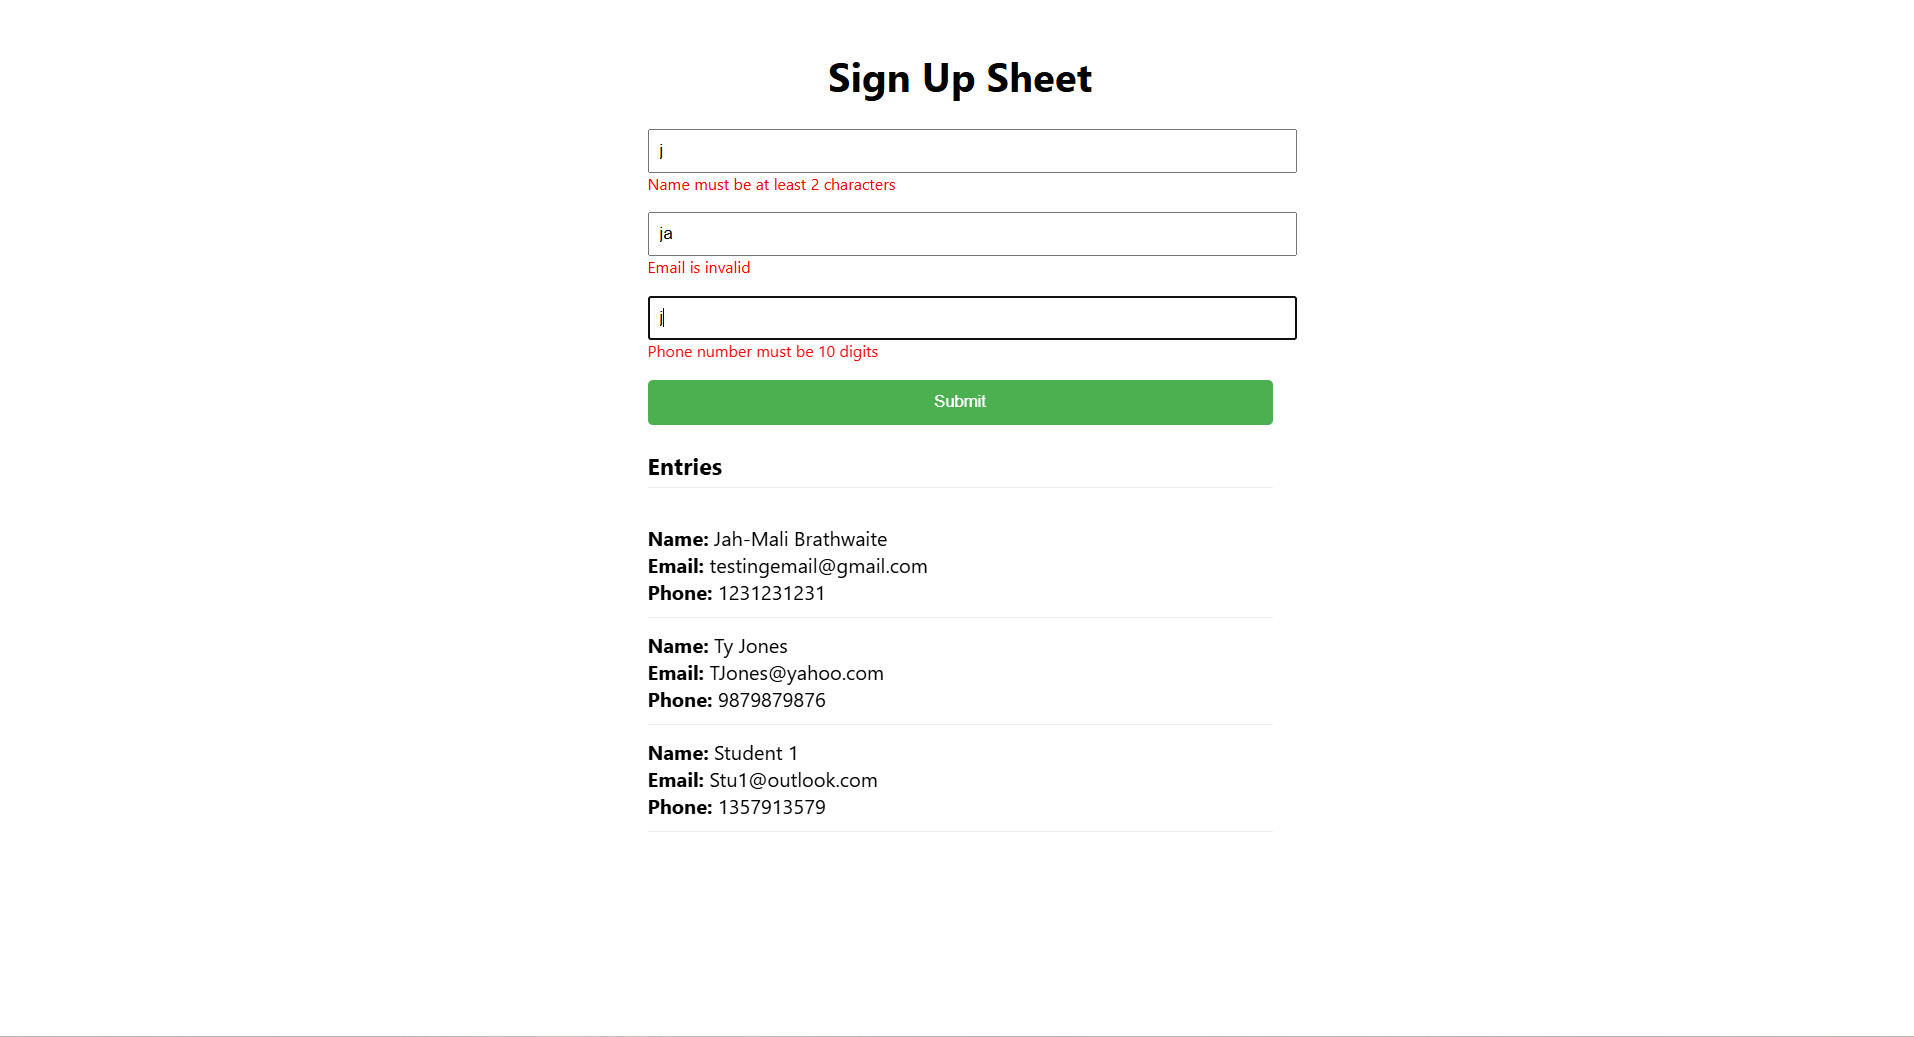 Sign Up Sheet
j
Name must be at least 2 characters
ja
Email is invalid
j
Phone number must be 10 digits
Submit
Entries
Name: Jah-Mali Brathwaite
Email: testingemail@gmail.com
Phone: 1231231231
Name: Ty Jones
Email: TJones@yahoo.com
Phone: 9879879876
Name: Student 1
Email: Stu1@outlook.com
Phone: 1357913579